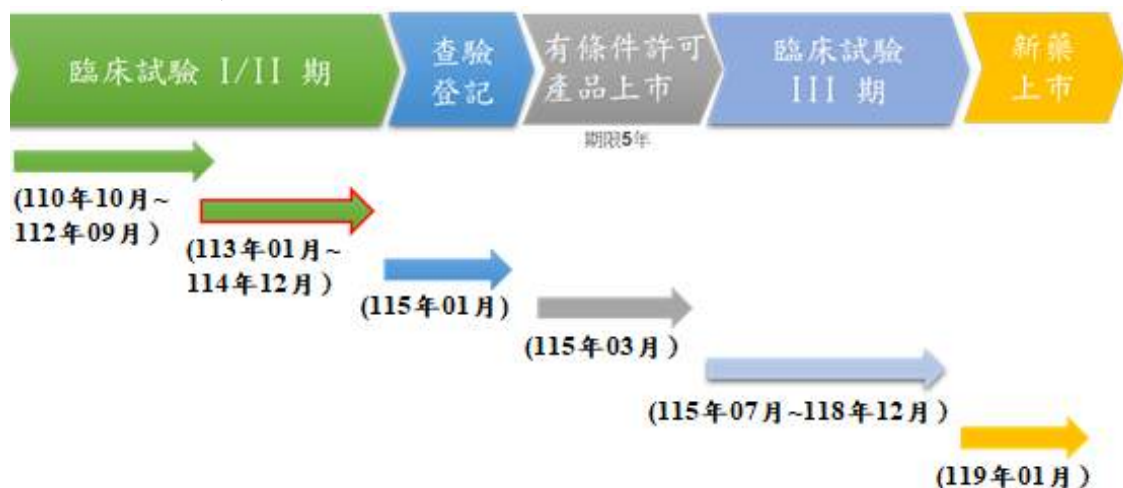 臨床試驗 I/II 期
查驗
登記
有條件許可
產品上市
臨床試驗
III 期
新藥
上市
期限5年
(110年10月~
112年09月)
(113年01月~
114年12月)
(115年01月)
(115年03月)
(115年07月~118年12月)
(119年01月)